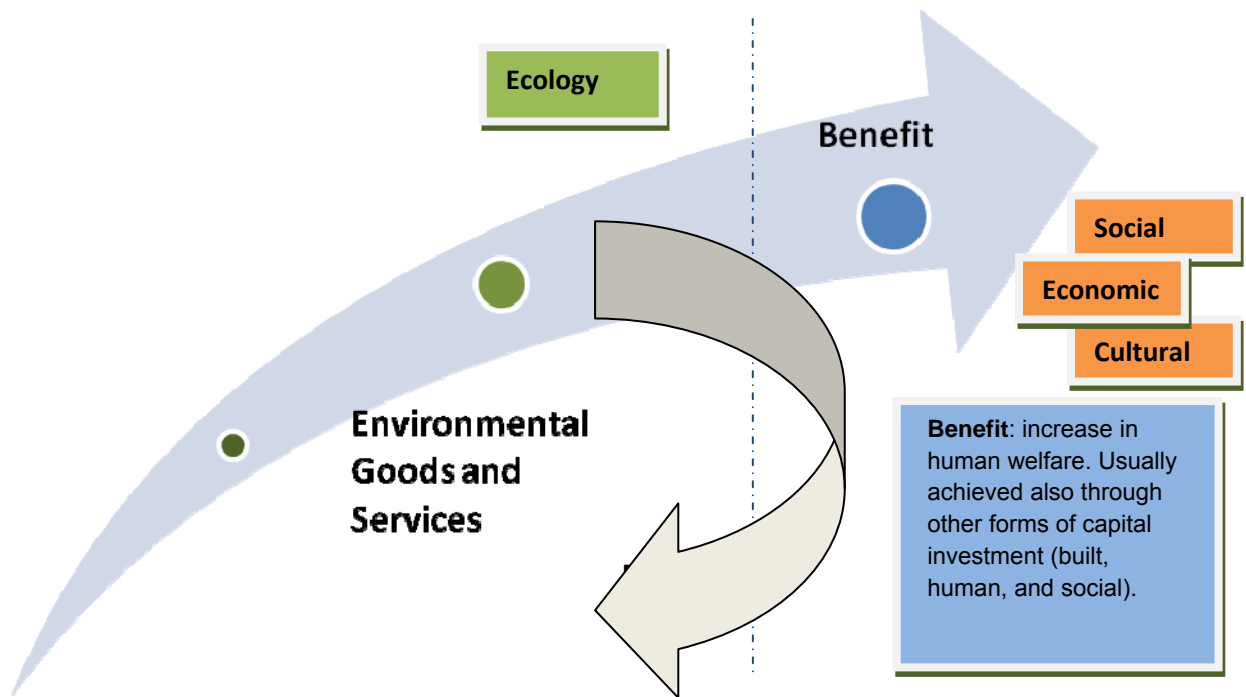 Ecology
Benefit
Social
Economic
Cultural
Environmental
Goods and
Services
Benefit: increase in
human welfare. Usually
achieved also through
other forms of capital
investment (built,
human, and social).